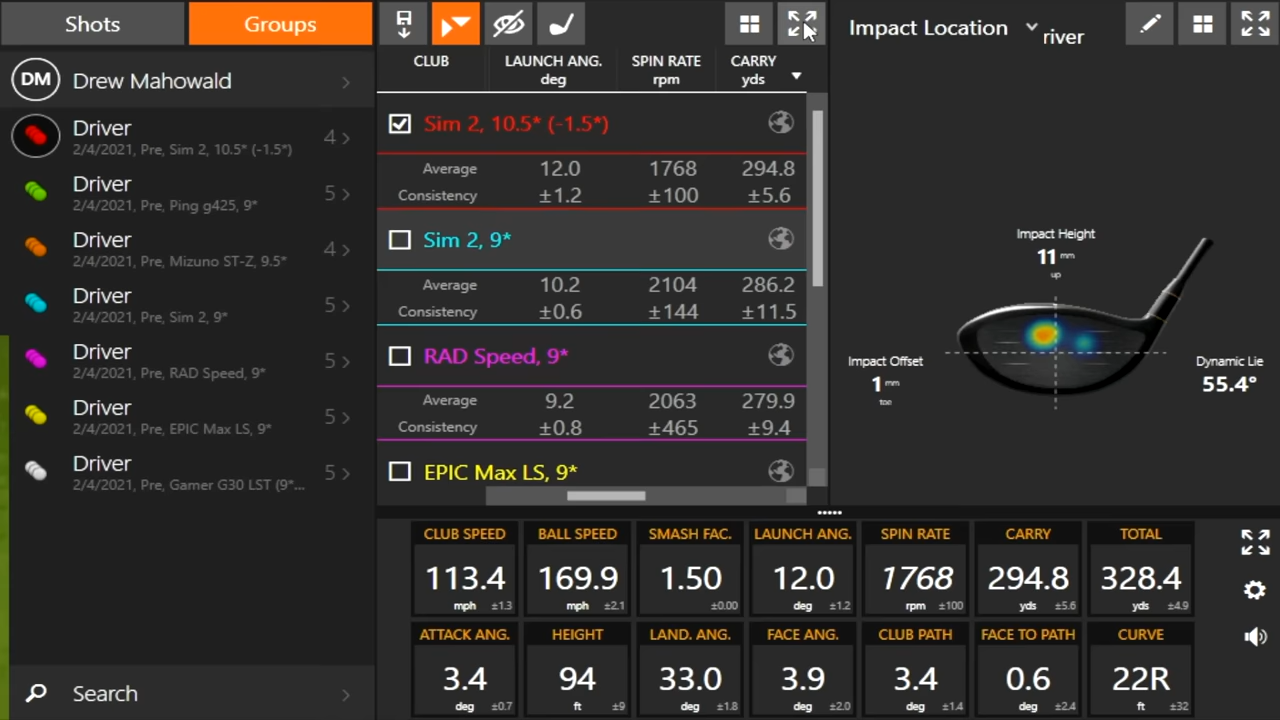 Shots
Groups
DM
Drew Mahowald
Driver
2/4/2021, Pre, Sim 2, 10.5* (-1.5*)
4
Driver
2/4/2021, Pre, Ping g425, 9*
5
Driver
2/4/2021, Pre, Mizuno ST-Z, 9.5*
4
Driver
2/4/2021, Pre, Sim 2, 9*
5
Driver
2/4/2021, Pre, RAD Speed, 9*
5
Driver
2/4/2021, Pre, EPIC Max LS, 9*
5
Driver
2/4/2021, Pre, Gamer G30 LST (9*...
5
Search
CLUB LAUNCH ANG. SPIN RATE CARRY
deg rpm yds
Sim 2, 10.5* (-1.5*)
Average 12.0 1768 294.8
Consistency ±1.2 ±100 ±5.6
Sim 2, 9*
Average 10.2 2104 286.2
Consistency ±0.6 ±144 ±11.5
RAD Speed, 9*
Average 9.2 2063 279.9
Consistency ±0.8 ±465 ±9.4
EPIC Max LS, 9*
Impact Location
river
Impact Height
11 mm
up
Impact Offset
1 mm
toe
Dynamic Lie
55.4°
CLUB SPEED BALL SPEED SMASH FAC. LAUNCH ANG. SPIN RATE CARRY TOTAL
113.4 169.9 1.50 12.0 1768 294.8 328.4
mph ±1.3 mph ±2.1 ±0.00 deg ±1.2 rpm ±100 yds ±5.6 yds ±4.9
ATTACK ANG. HEIGHT LAND. ANG. FACE ANG. CLUB PATH FACE TO PATH CURVE
3.4 94 33.0 3.9 3.4 0.6 22R
deg ±0.7 ft ±9 deg ±1.8 deg ±2.0 deg ±1.4 deg ±2.4 ft ±32